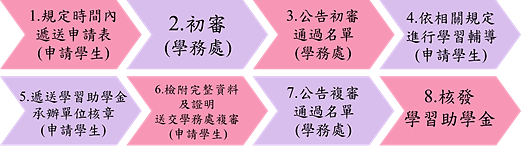 1.規定時間內
遞送申請表
(申請學生)
2.初審
(學務處)
3.公告初審
通過名單
(學務處)
4.依相關規定
進行學習輔導
(申請學生)
5.遞送學習助學金
承辦單位核章
(申請學生)
6.檢附完整資料
及證明
送交學務處複審
(申請學生)
7.公告複審
通過名單
(學務處)
8.核發
學習助學金